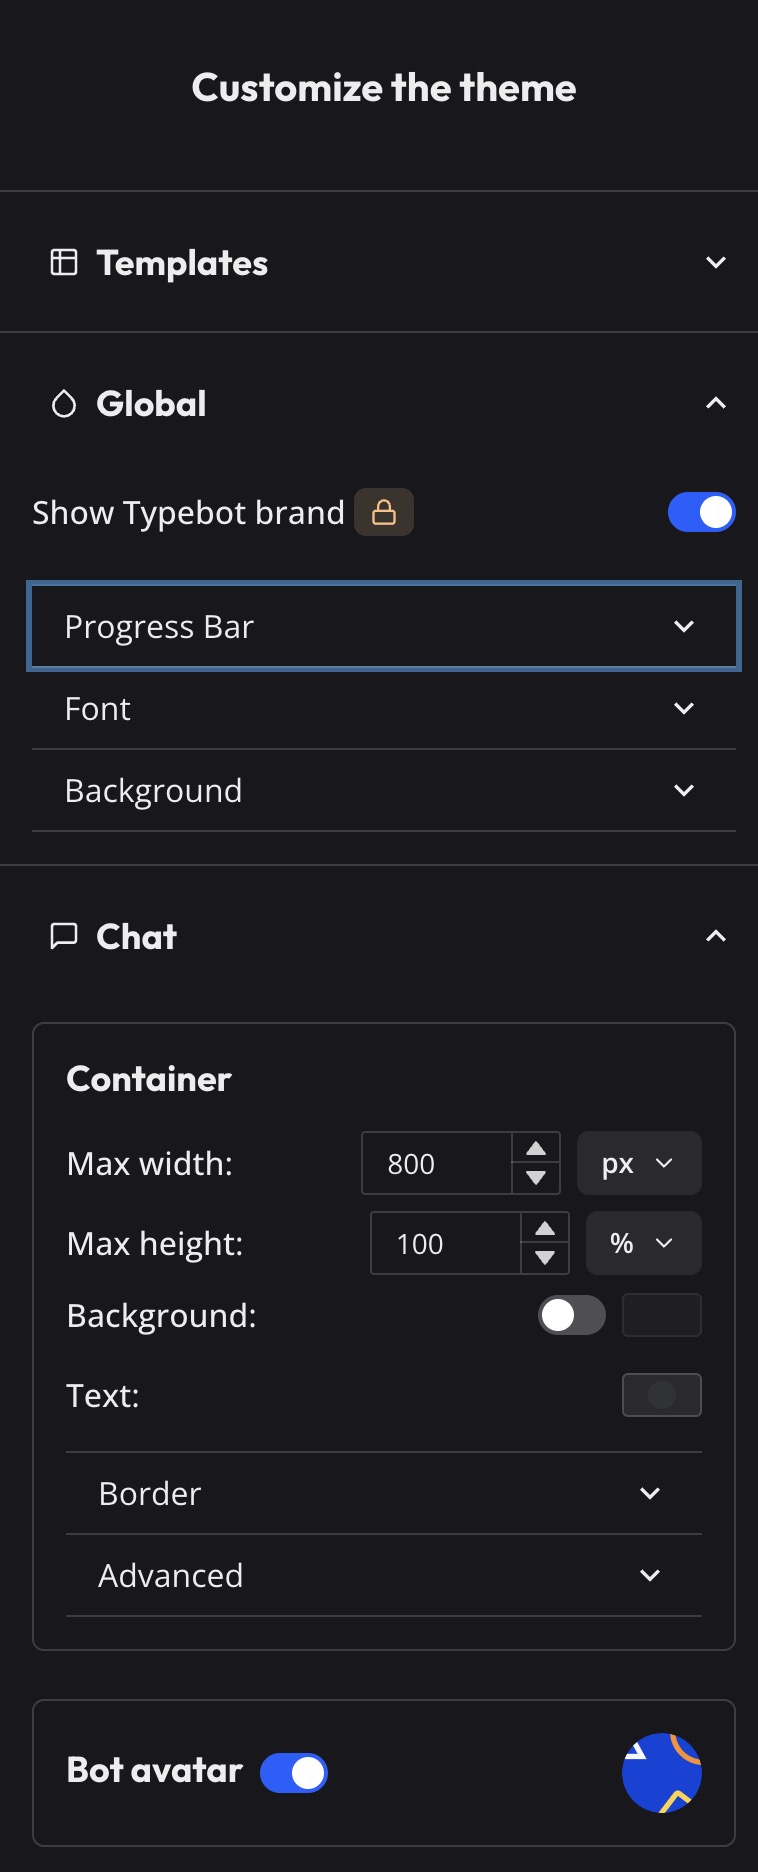 Customize the theme
Templates
Global
Show Typebot brand
Progress Bar
Font
Background
Chat
Container
Max width: 800 px
Max height: 100 %
Background:
Text:
Border
Advanced
Bot avatar